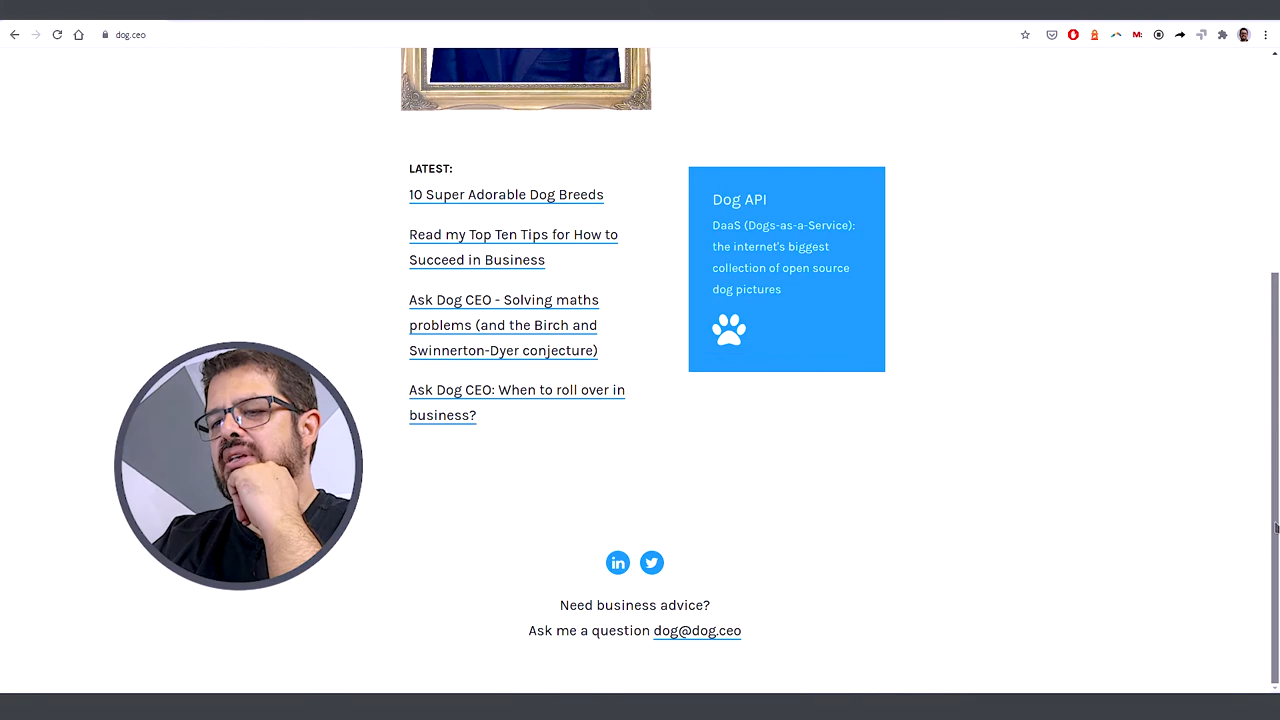 dog.ceo
M:
LATEST:
10 Super Adorable Dog Breeds
Read my Top Ten Tips for How to
Succeed in Business
Ask Dog CEO - Solving maths
problems (and the Birch and
Swinnerton-Dyer conjecture)
Ask Dog CEO: When to roll over in
business?
Dog API
DaaS (Dogs-as-a-Service):
the internet's biggest
collection of open source
dog pictures
in
Need business advice?
Ask me a question dog@dog.ceo